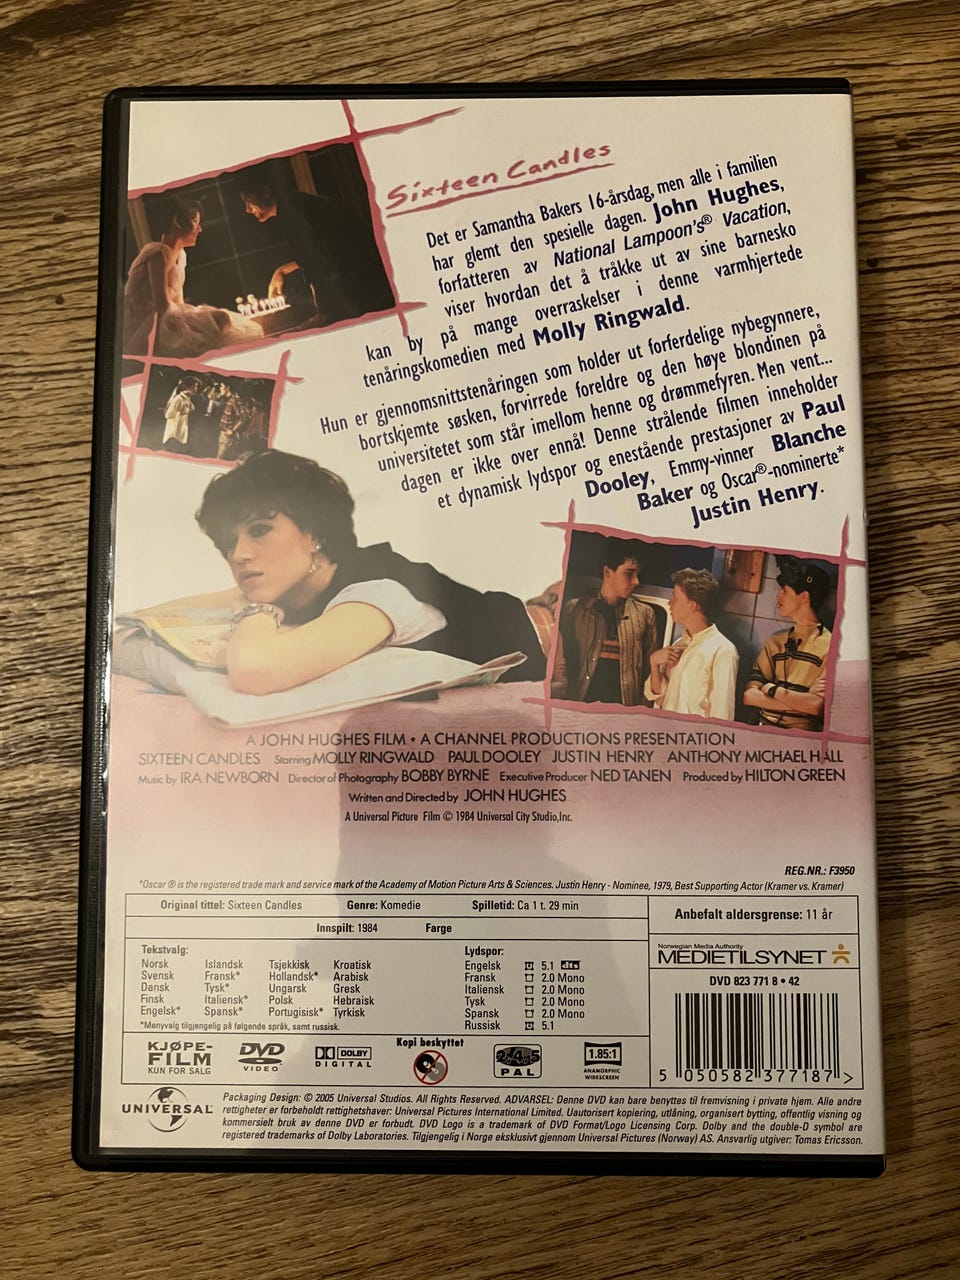 Sixteen Candles
Det er Samantha Bakers 16-årsdag, men alle i familien
har glemt den spesielle dagen. John Hughes,
forfatteren av National Lampoon's® Vacation,
viser hvordan det å tråkke ut av sine barnesko
kan by på mange overraskelser i denne varmhjertede
tenåringskomedien med Molly Ringwald.
Hun er gjennomsnittstenåringen som holder ut forferdelige nybegynnere,
bortskjemte søsken, forvirrede foreldre og den høye blondinen på
universitetet som står imellom henne og drømmefyren. Men vent...
dagen er ikke over ennå! Denne strålende filmen inneholder
et dynamisk lydspor og enestående prestasjoner av Paul
Dooley, Emmy-vinner Blanche
Baker og Oscar®-nominerte*
Justin Henry.
A JOHN HUGHES FILM • A CHANNEL PRODUCTIONS PRESENTATION
SIXTEEN CANDLES Starring MOLLY RINGWALD PAUL DOOLEY JUSTIN HENRY ANTHONY MICHAEL HALL
Music by IRA NEWBORN Director of Photography BOBBY BYRNE Executive Producer NED TANEN Produced by HILTON GREEN
Written and Directed by JOHN HUGHES
A Universal Picture Film © 1984 Universal City Studio, Inc.
REG.NR.: F3950
*Oscar ® is the registered trade mark and service mark of the Academy of Motion Picture Arts & Sciences. Justin Henry - Nominee, 1979, Best Supporting Actor (Kramer vs. Kramer)
Original tittel: Sixteen Candles Genre: Komedie Spilletid: Ca 1 t. 29 min
Innspilt: 1984 Farge
Anbefalt aldersgrense: 11 år
Tekstvalg:
Norsk Islandsk Tsjekkisk Kroatisk
Svensk Fransk* Hollandsk* Arabisk
Dansk Tysk* Ungarsk Gresk
Finsk Italiensk* Polsk Hebraisk
Engelsk* Spansk* Portugisisk* Tyrkisk
*Menyvalg tilgjengelig på følgende språk, samt russisk.
Lydspor:
Engelsk 5.1 dts
Fransk 2.0 Mono
Italiensk 2.0 Mono
Tysk 2.0 Mono
Spansk 2.0 Mono
Russisk 5.1
Norwegian Media Authority
MEDIETILSYNET
DVD 823 771 8 • 42
5 050582 377187 >
KJØPE-
FILM
KUN FOR SALG
DVD
VIDEO
DOLBY
DIGITAL
Kopi beskyttet
2•4•5
PAL
1.85:1
ANAMORPHIC
WIDESCREEN
UNIVERSAL
Packaging Design: © 2005 Universal Studios. All Rights Reserved. ADVARSEL: Denne DVD kan bare benyttes til fremvisning i private hjem. Alle andre
rettigheter er forbeholdt rettighetshaver: Universal Pictures International Limited. Uautorisert kopiering, utlåning, organisert bytting, offentlig visning og
kommersielt bruk av denne DVD er forbudt. DVD Logo is a trademark of DVD Format/Logo Licensing Corp. Dolby and the double-D symbol are
registered trademarks of Dolby Laboratories. Tilgjengelig i Norge eksklusivt gjennom Universal Pictures (Norway) AS. Ansvarlig utgiver: Tomas Ericsson.